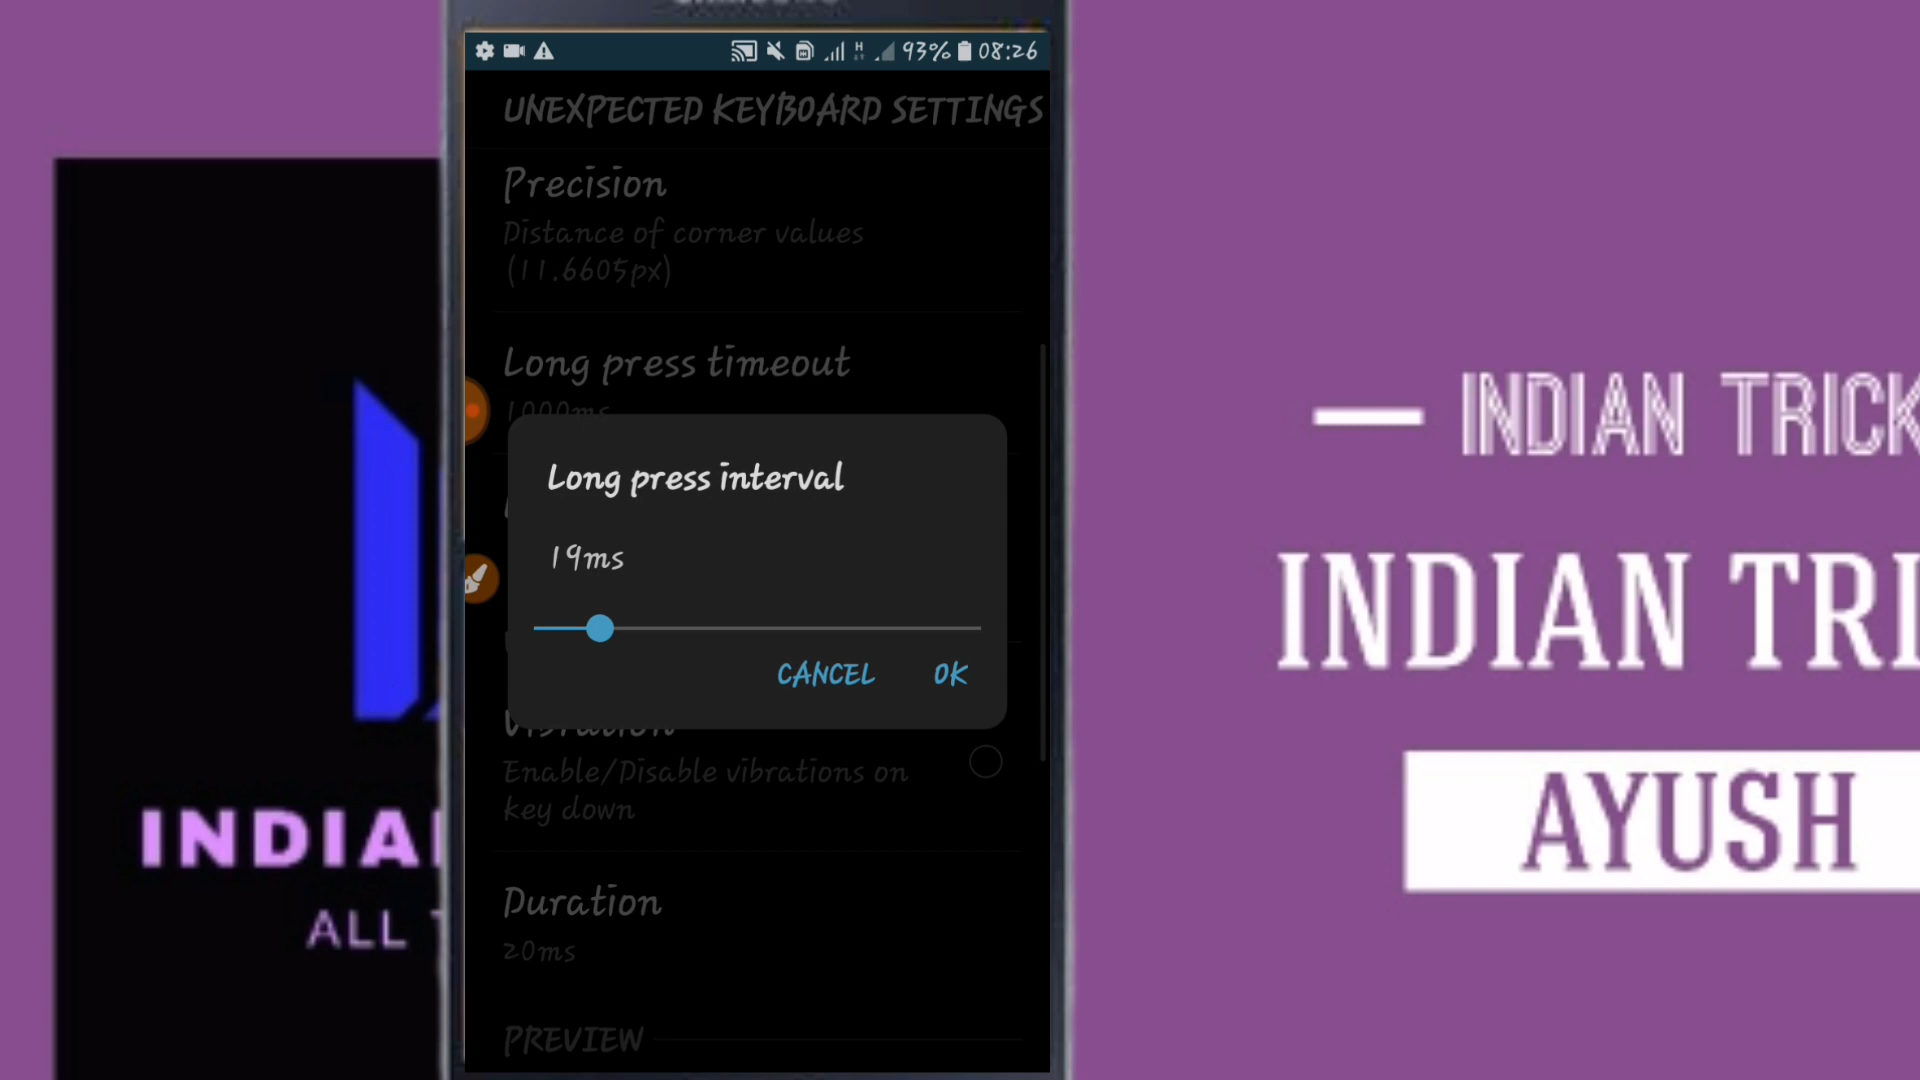 93% 08:26
UNEXPECTED KEYBOARD SETTINGS
Precision
Distance of corner values
(11.6605px)
Long press timeout
1000ms
Long press interval
19ms
CANCEL OK
Vibration
Enable/Disable vibrations on
key down
Duration
20ms
PREVIEW
INDIA
ALL
INDIAN TRICK
INDIAN TRI
AYUSH